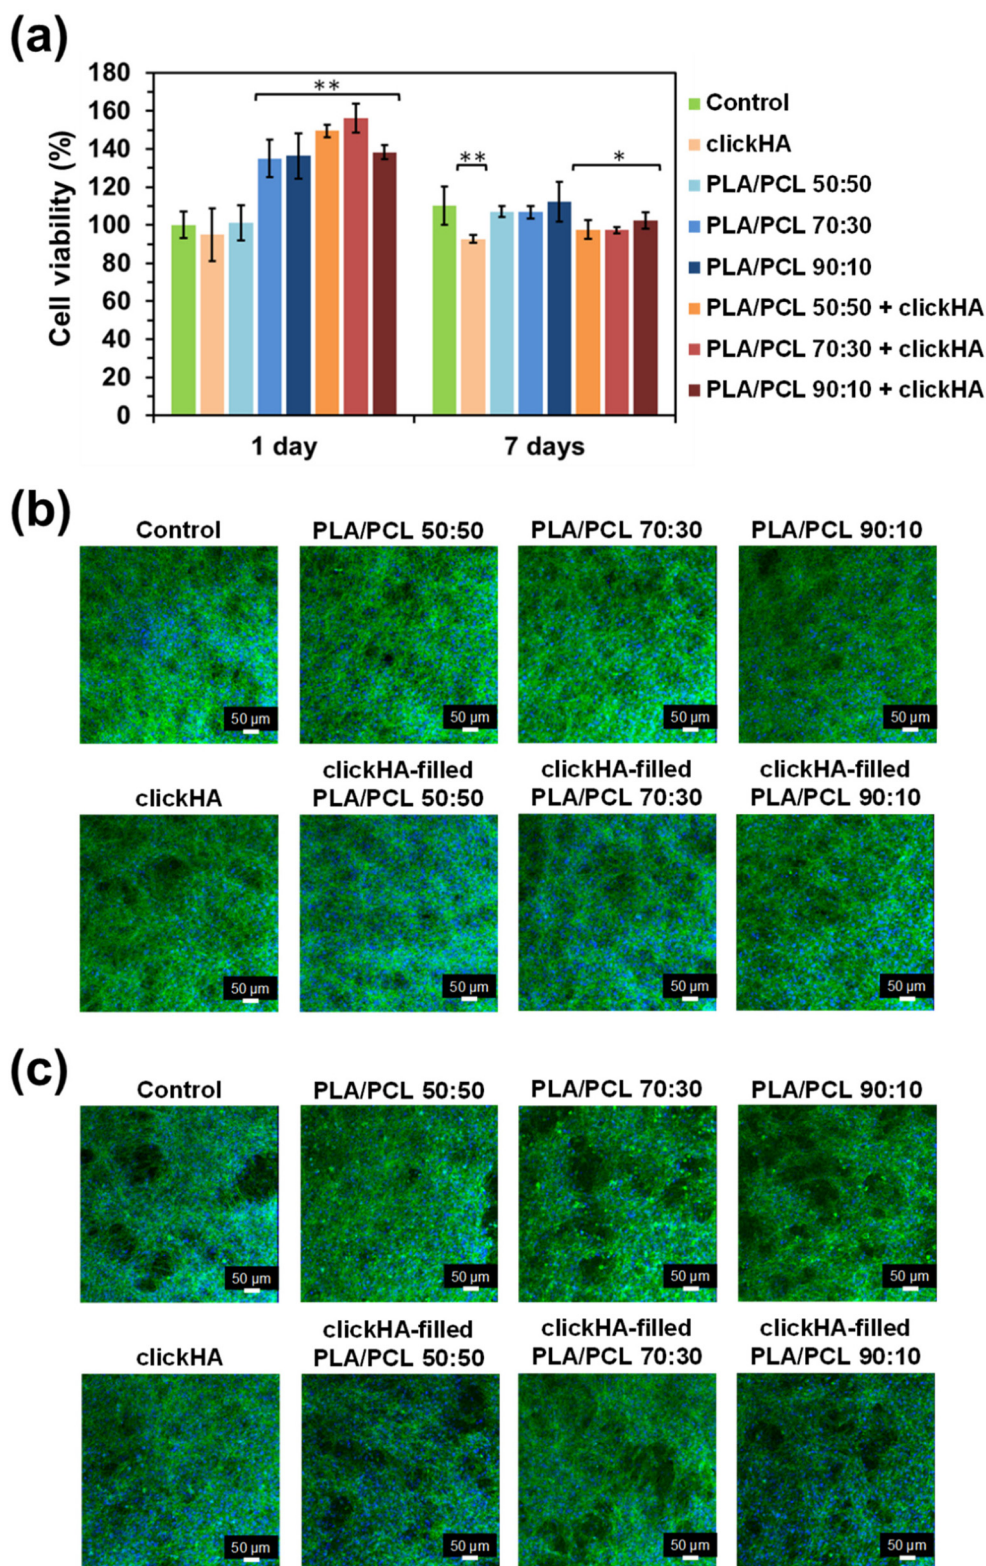 (a)
Cell viability (%)
180
160
140
120
100
80
60
40
20
0
**
**
*
1 day
7 days
Control
clickHA
PLA/PCL 50:50
PLA/PCL 70:30
PLA/PCL 90:10
PLA/PCL 50:50 + clickHA
PLA/PCL 70:30 + clickHA
PLA/PCL 90:10 + clickHA
(b)
Control
PLA/PCL 50:50
PLA/PCL 70:30
PLA/PCL 90:10
50 µm
50 µm
50 µm
50 µm
clickHA
clickHA-filled
PLA/PCL 50:50
clickHA-filled
PLA/PCL 70:30
clickHA-filled
PLA/PCL 90:10
50 µm
50 µm
50 µm
50 µm
(c)
Control
PLA/PCL 50:50
PLA/PCL 70:30
PLA/PCL 90:10
50 µm
50 µm
50 µm
50 µm
clickHA
clickHA-filled
PLA/PCL 50:50
clickHA-filled
PLA/PCL 70:30
clickHA-filled
PLA/PCL 90:10
50 µm
50 µm
50 µm
50 µm